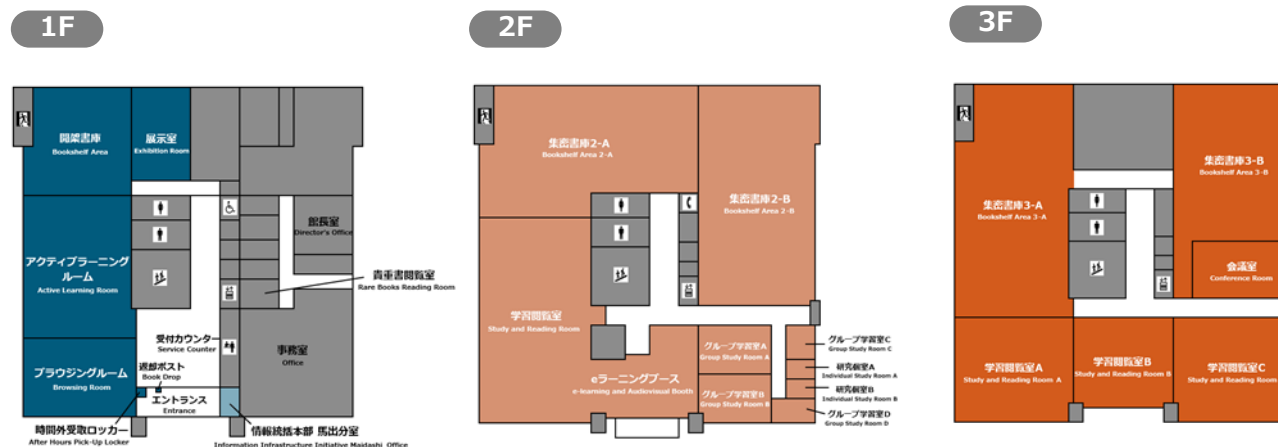 1F
開架書庫
Bookshelf Area
展示室
Exhibition Room
館長室
Director's Office
アクティブラーニング
ルーム
Active Learning Room
貴重書閲覧室
Rare Books Reading Room
受付カウンター
Service Counter
事務室
Office
返却ポスト
Book Drop
ブラウジングルーム
Browsing Room
エントランス
Entrance
時間外受取ロッカー
After Hours Pick-Up Locker
情報統括本部 馬出分室
Information Infrastructure Initiative Maidashi Office
2F
集密書庫2-A
Bookshelf Area 2-A
集密書庫2-B
Bookshelf Area 2-B
学習閲覧室
Study and Reading Room
グループ学習室A
Group Study Room A
グループ学習室C
Group Study Room C
研究個室A
Individual Study Room A
eラーニングブース
e-learning and Audiovisual Booth
グループ学習室B
Group Study Room B
研究個室B
Individual Study Room B
グループ学習室D
Group Study Room D
3F
集密書庫3-B
Bookshelf Area 3-B
集密書庫3-A
Bookshelf Area 3-A
会議室
Conference Room
学習閲覧室A
Study and Reading Room A
学習閲覧室B
Study and Reading Room B
学習閲覧室C
Study and Reading Room C